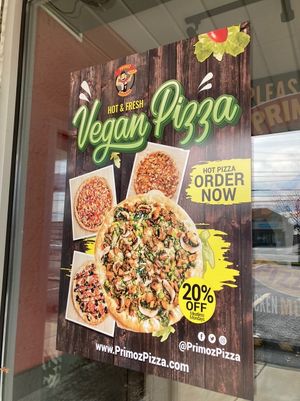 HOT & FRESH
Vegan Pizza
HOT PIZZA
ORDER
NOW
20%
OFF
www.PrimozPizza.com
@PrimozPizza